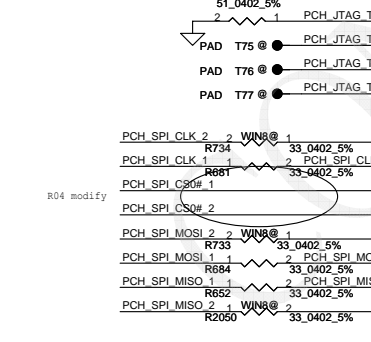 51_0402_5%
2 1 PCH_JTAG_T
PAD T75 @ PCH_JTAG_T
PAD T76 @ PCH_JTAG_T
PAD T77 @ PCH_JTAG_T
PCH_SPI_CLK_2 2 WIN8@ 1
R734 33_0402_5%
PCH_SPI_CLK_1 1 2 PCH_SPI_CL
R681 33_0402_5%
PCH_SPI_CS0#_1
R04 modify
PCH_SPI_CS0#_2
PCH_SPI_MOSI_2 2 WIN8@ 1
R733 33_0402_5%
PCH_SPI_MOSI_1 1 2 PCH_SPI_MO
R684 33_0402_5%
PCH_SPI_MISO_1 1 2 PCH_SPI_MIS
R652 33_0402_5%
PCH_SPI_MISO_2 1 WIN8@ 2
R2050 33_0402_5%